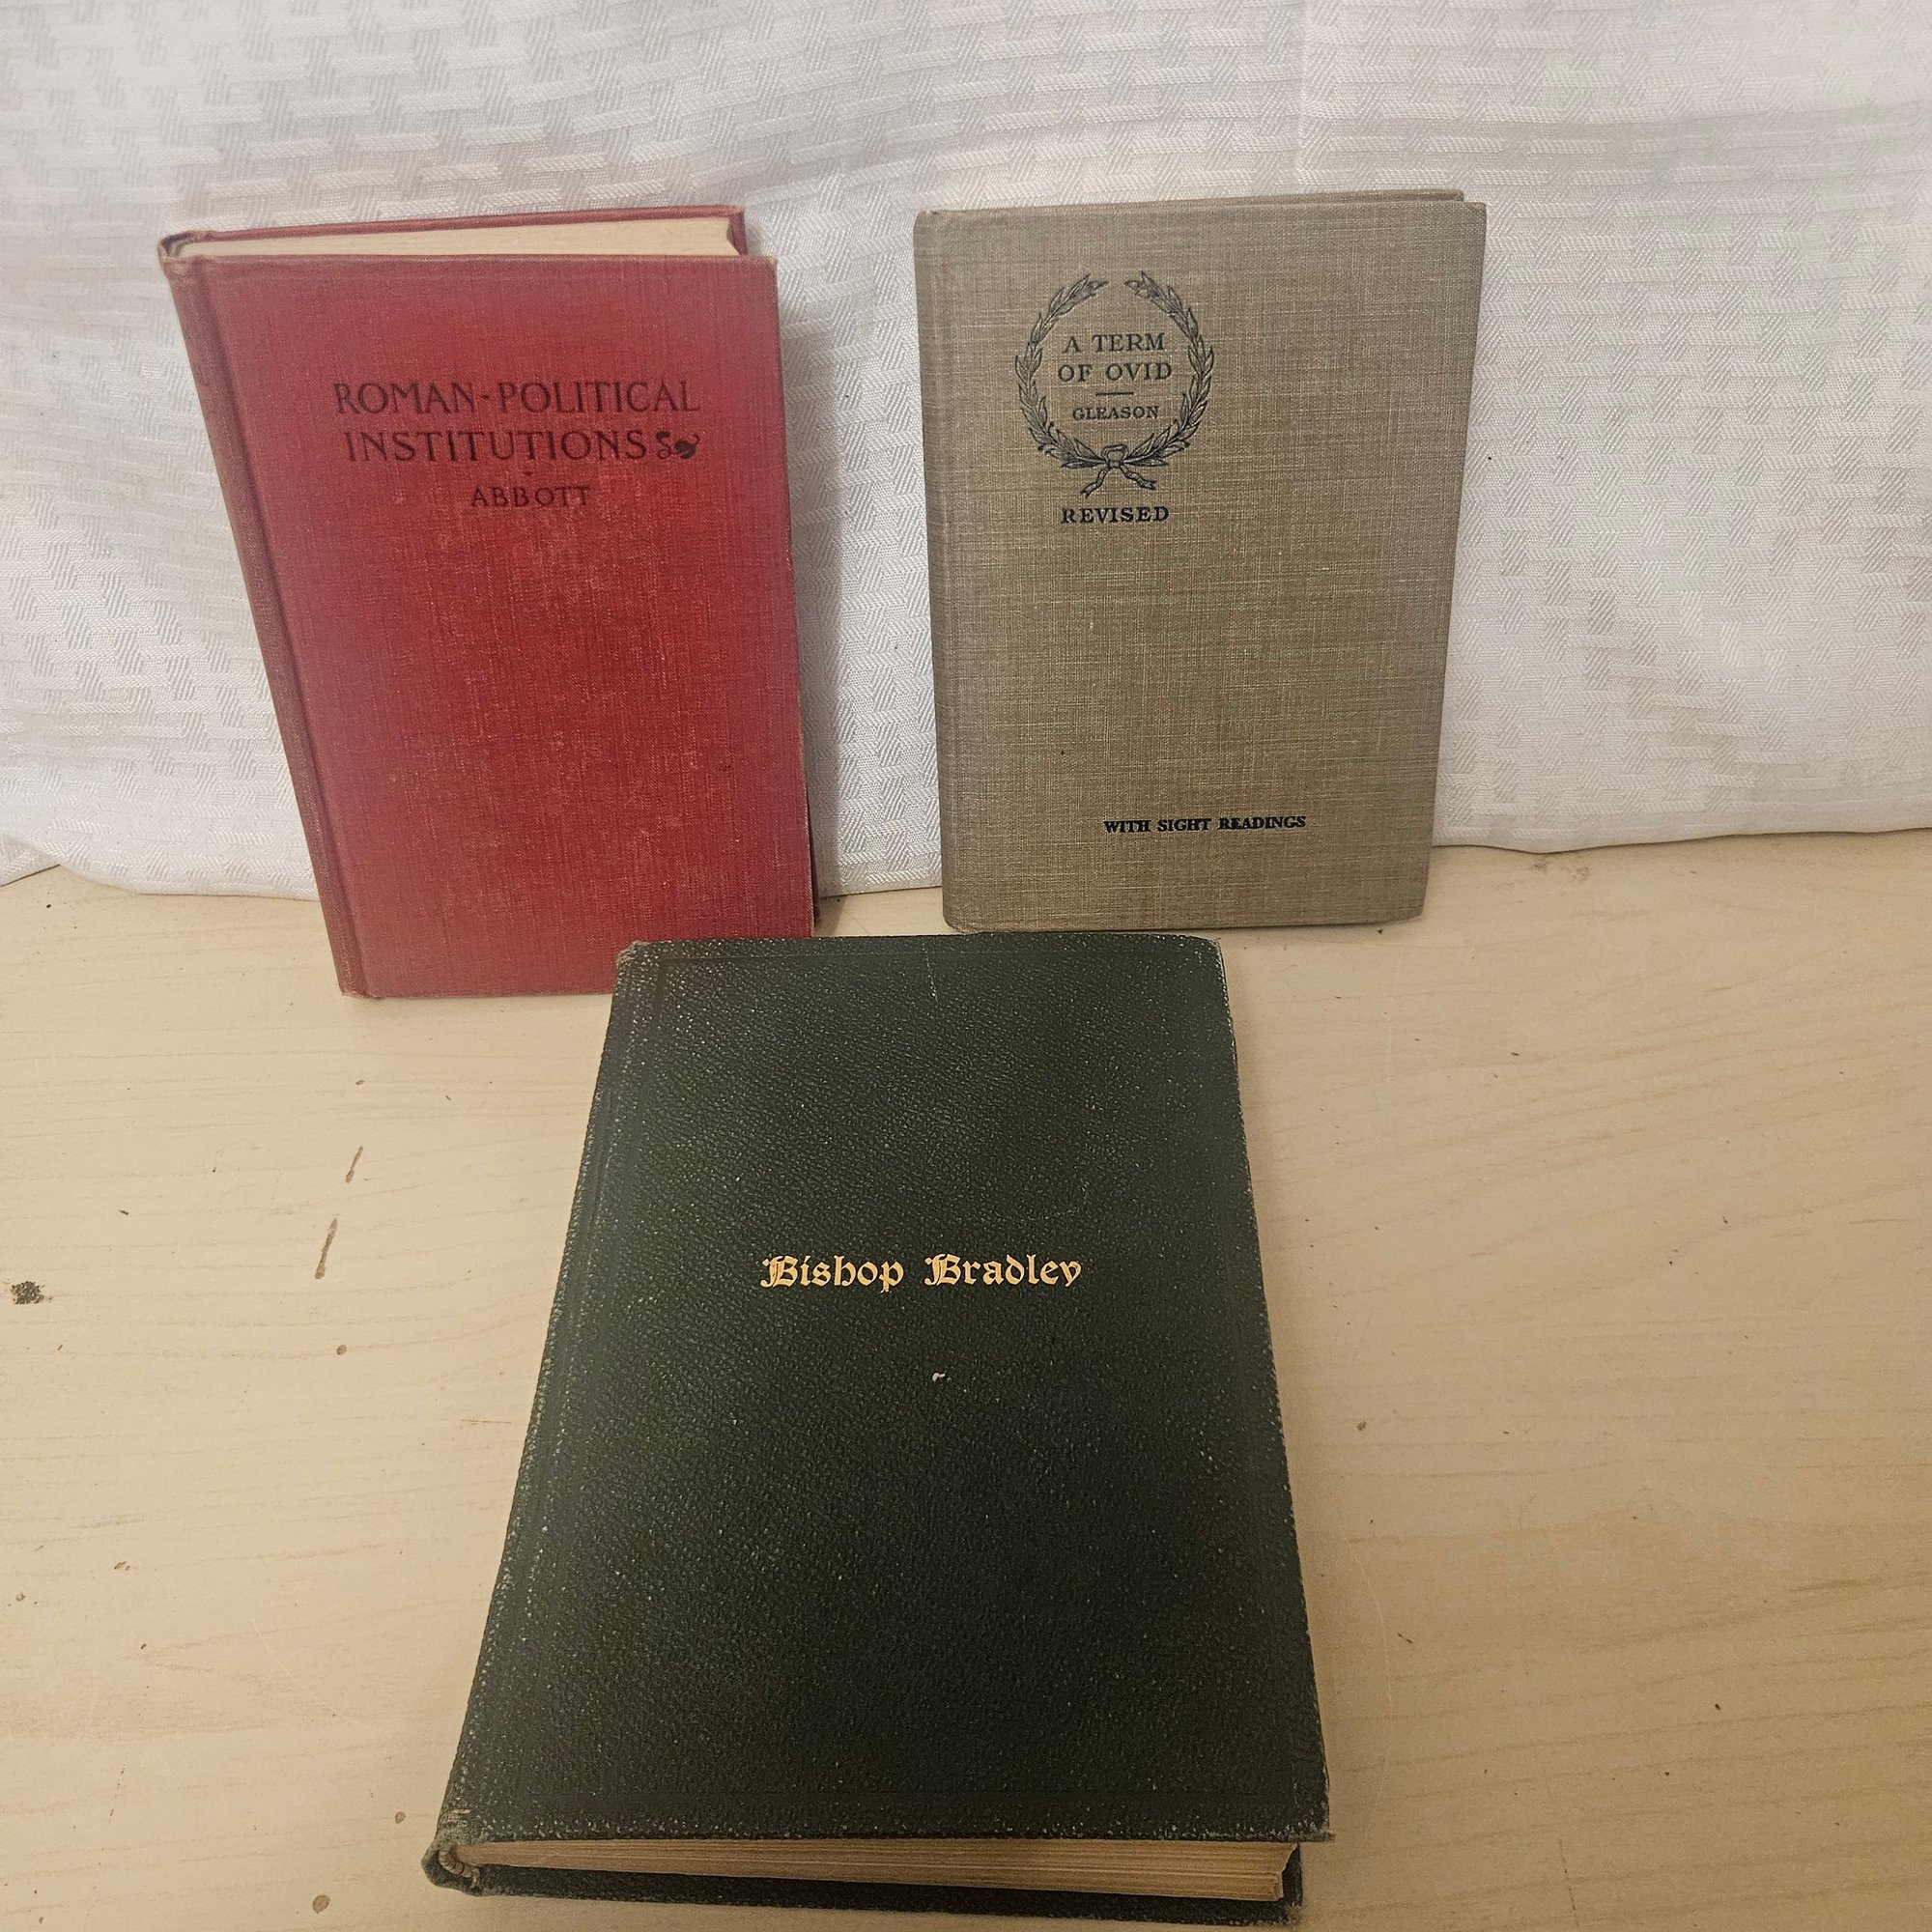 ROMAN-POLITICAL
INSTITUTIONS
ABBOTT
A TERM
OF OVID
GLEASON
REVISED
WITH SIGHT READINGS
Bishop Bradley